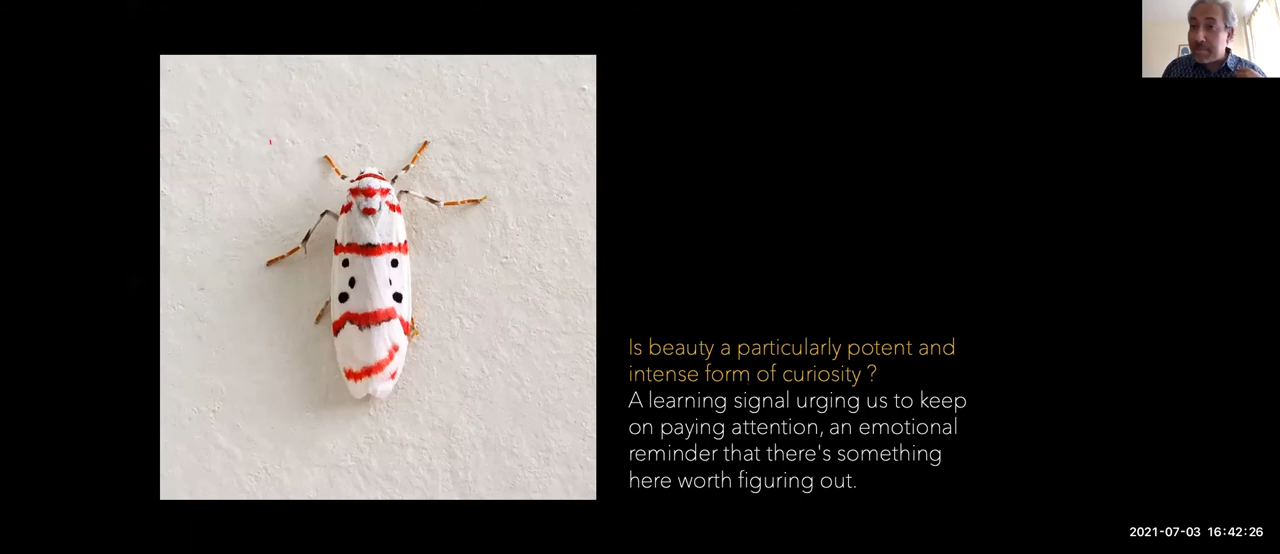 Is beauty a particularly potent and
intense form of curiosity ?
A learning signal urging us to keep
on paying attention, an emotional
reminder that there's something
here worth figuring out.
2021-07-03 16:42:26